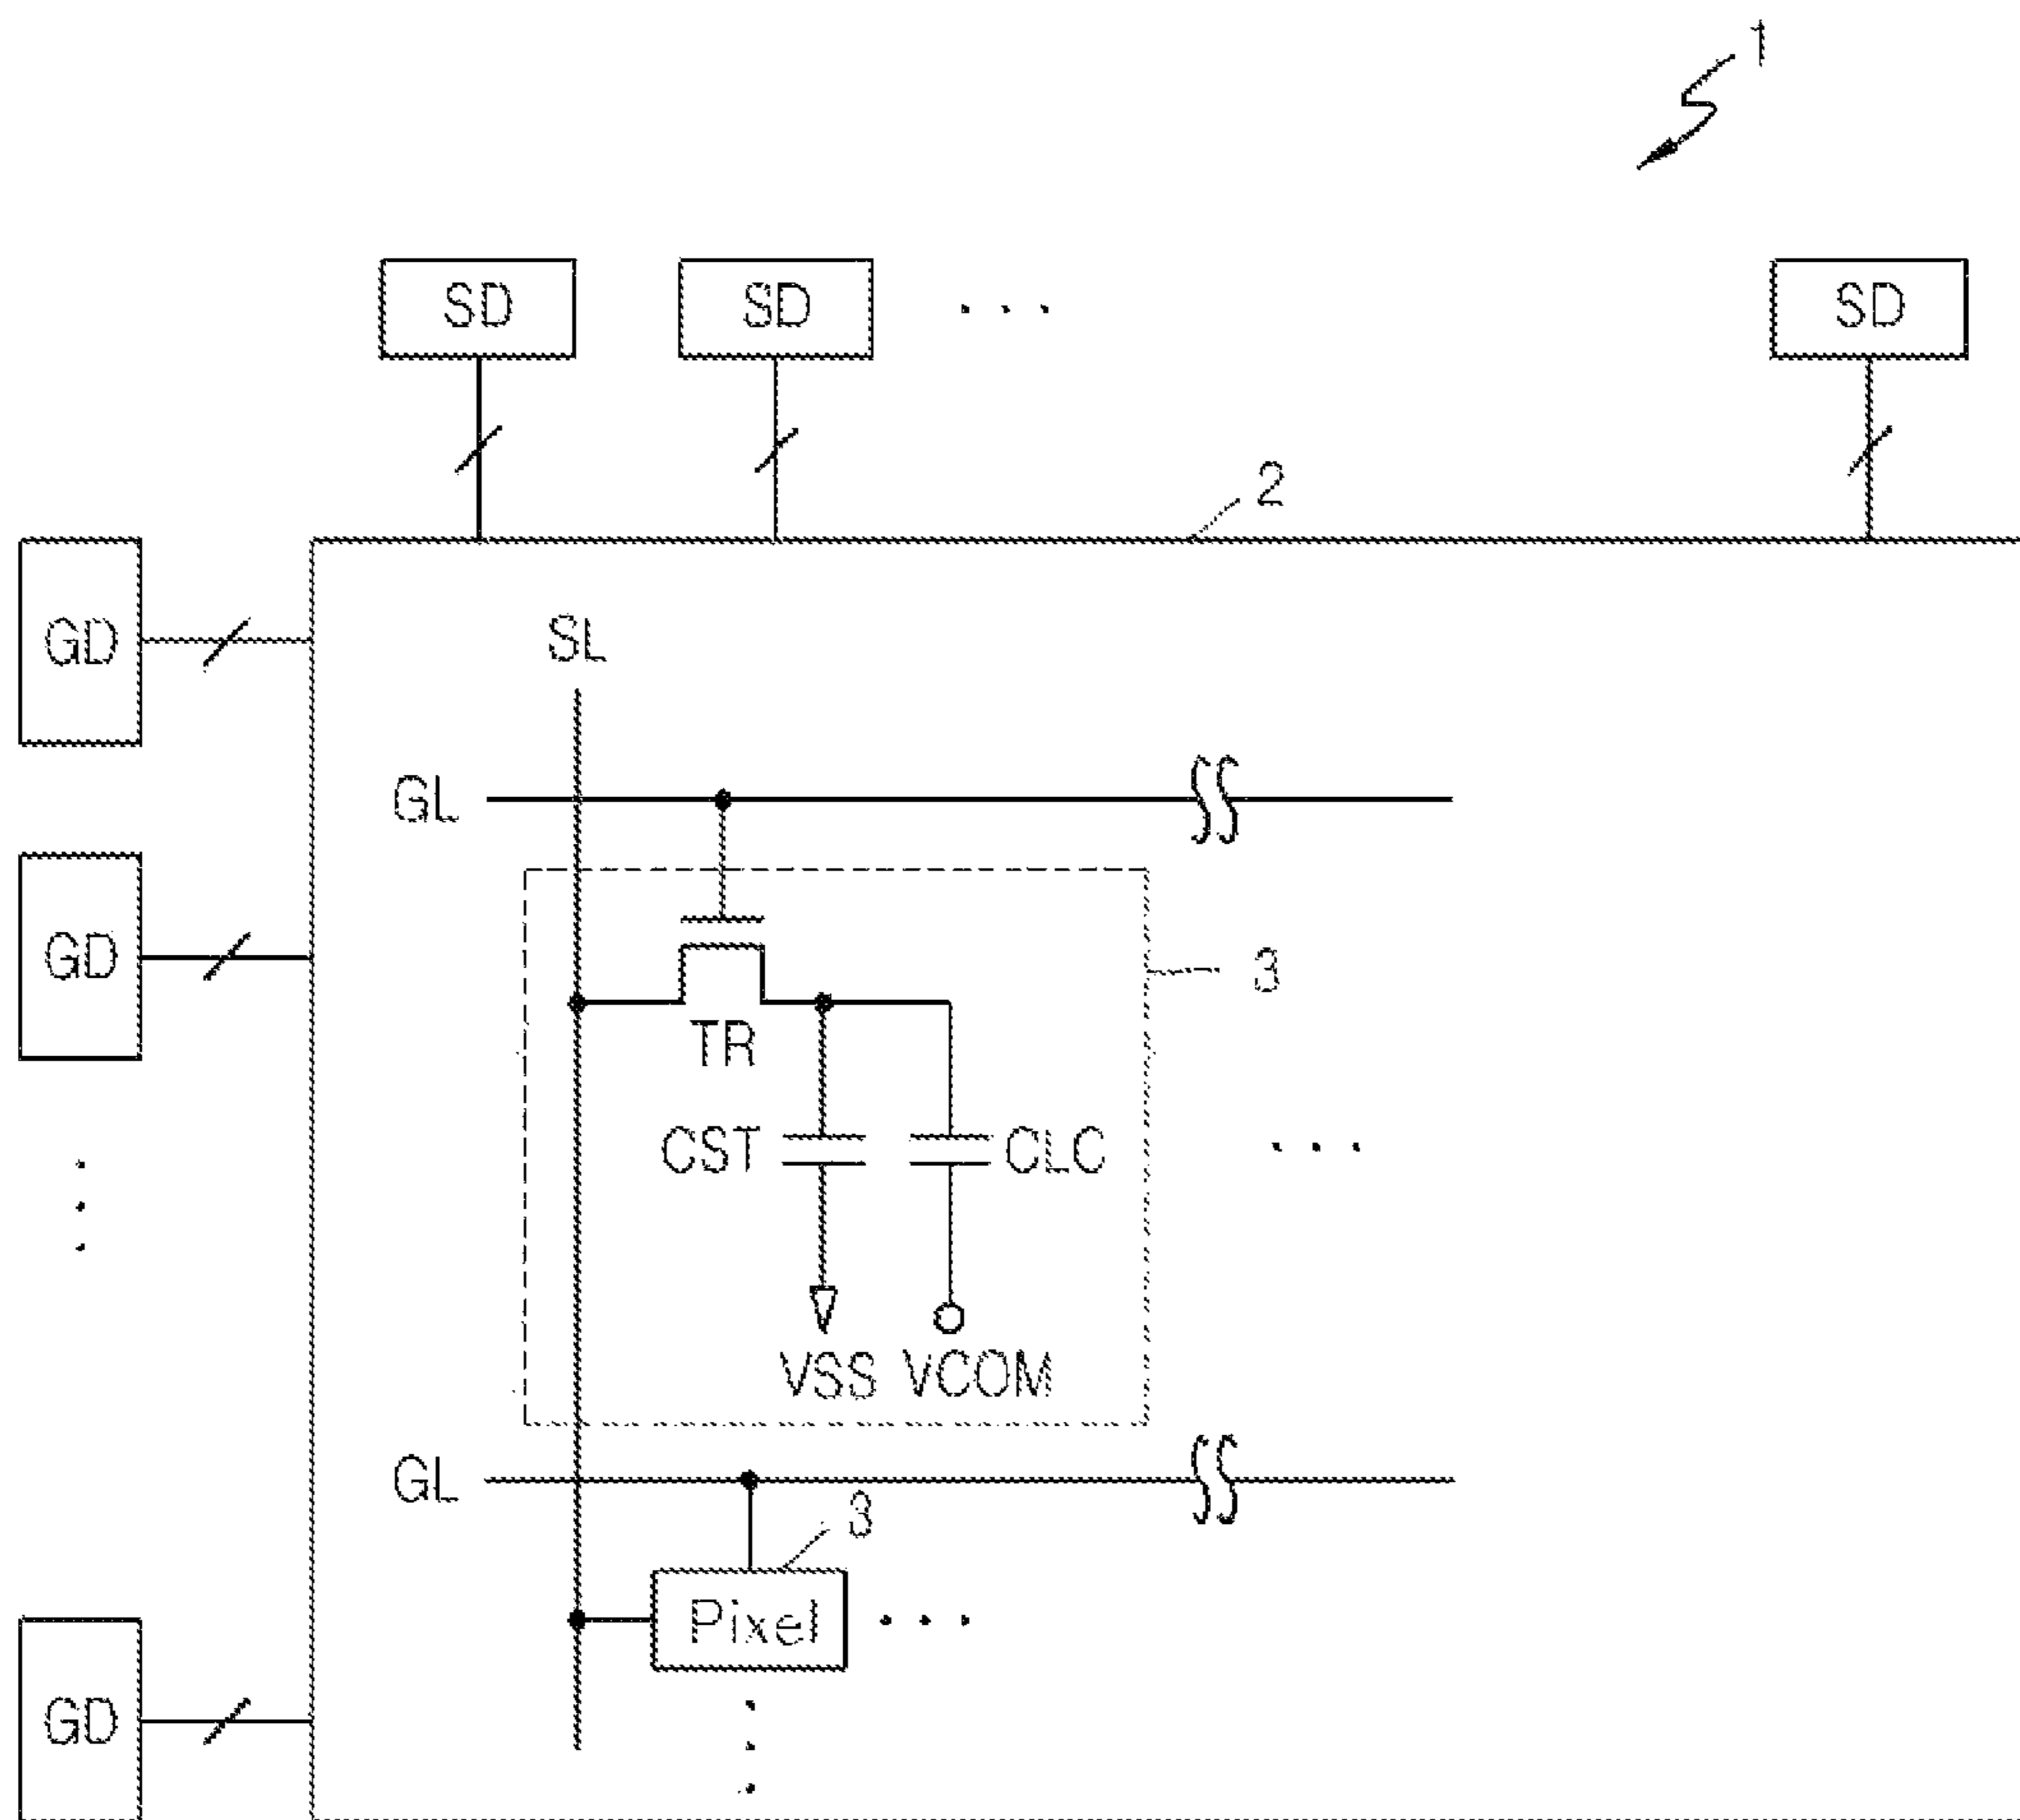 1
SD SD ... SD
2
GD
SL
GL
GD
3
TR
CST CLC
...
VSS VCOM
GL
3
Pixel ...
GD